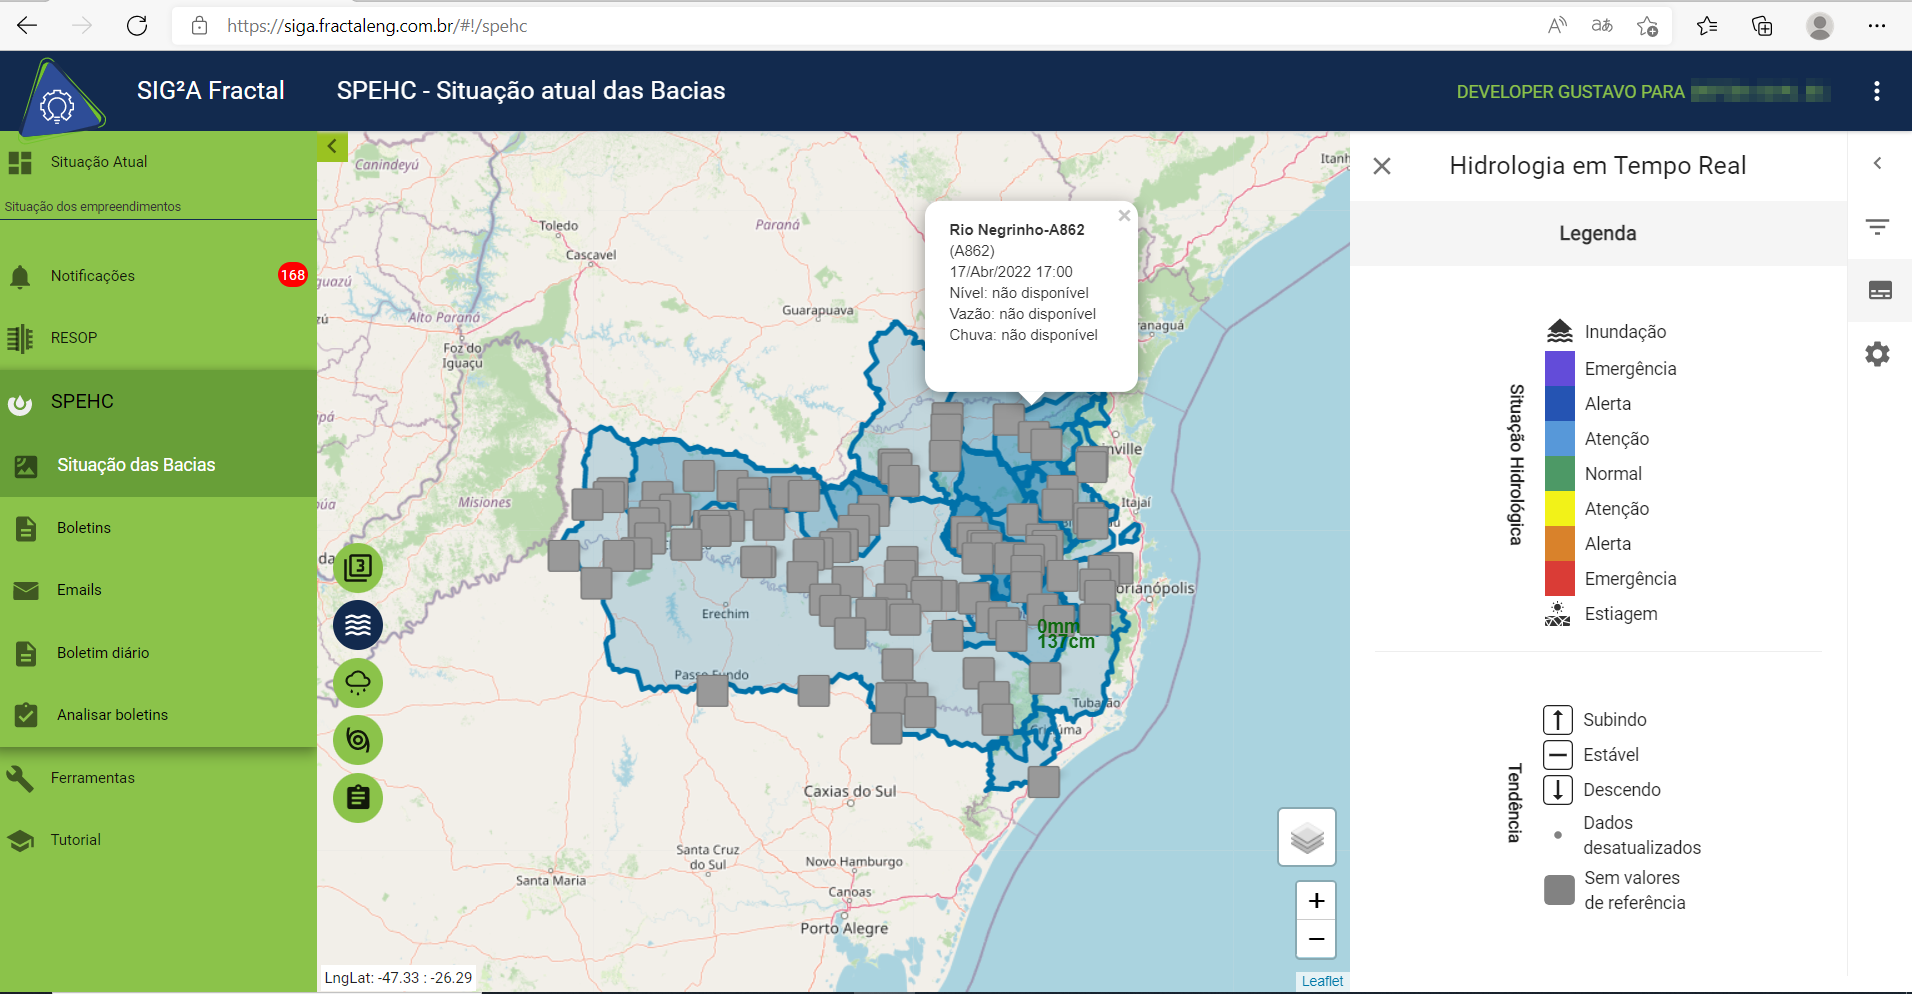 https://siga.fractaleng.com.br/#!/spehc
SIG²A Fractal
SPEHC - Situação atual das Bacias
DEVELOPER GUSTAVO PARA
Situação Atual
Situação dos empreendimentos
Notificações
168
RESOP
SPEHC
Situação das Bacias
Boletins
Emails
Boletim diário
Analisar boletins
Ferramentas
Tutorial
Canindeyú
Toledo
Cascavel
Paraná
Guarapuava
Alto Paraná
Foz do
Iguaçu
Misiones
Erechim
Passo Fundo
Caxias do Sul
Santa Cruz
do Sul
Novo Hamburgo
Santa Maria
Canoas
Porto Alegre
Itanh
ranaguá
nville
Itajaí
orianópolis
Tubarão
Criciúma
0mm
137cm
3
Rio Negrinho-A862
(A862)
17/Abr/2022 17:00
Nível: não disponível
Vazão: não disponível
Chuva: não disponível
×
LngLat: -47.33 : -26.29
+
−
Leaflet
Hidrologia em Tempo Real
Legenda
Situação Hidrológica
Inundação
Emergência
Alerta
Atenção
Normal
Atenção
Alerta
Emergência
Estiagem
Tendência
Subindo
Estável
Descendo
Dados
desatualizados
Sem valores
de referência